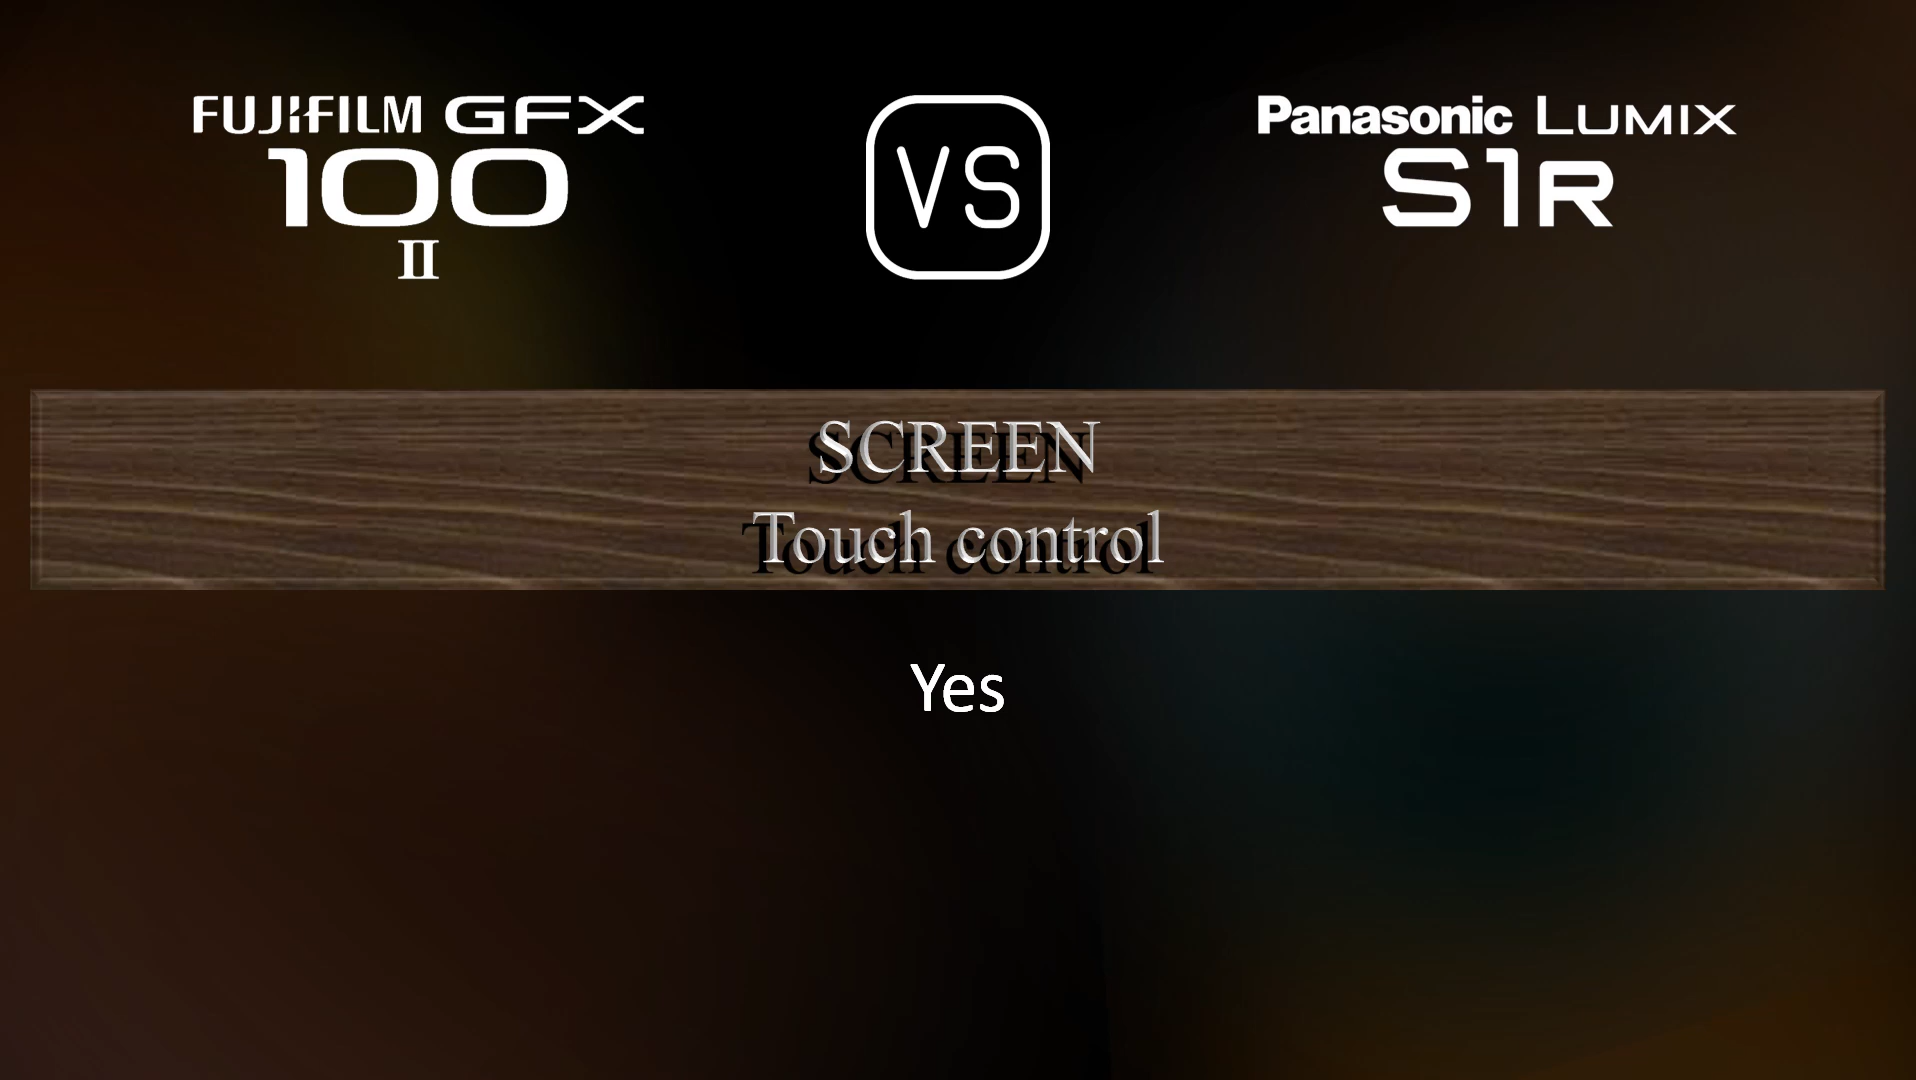 FUJIFILM GFX
100
II
VS
Panasonic LUMIX
S1R
SCREEN
Touch control
Yes